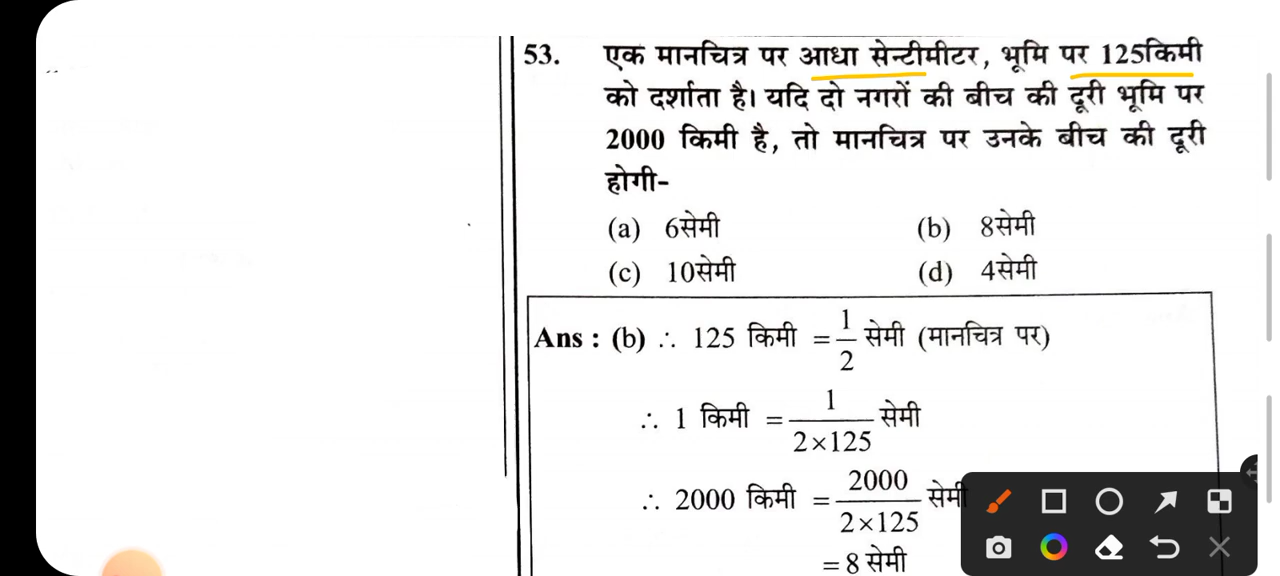 53. एक मानचित्र पर आधा सेन्टीमीटर, भूमि पर 125किमी
को दर्शाता है। यदि दो नगरों की बीच की दूरी भूमि पर
2000 किमी है, तो मानचित्र पर उनके बीच की दूरी
होगी-
(a) 6सेमी (b) 8सेमी
(c) 10सेमी (d) 4सेमी
Ans : (b) ∴ 125 किमी = 1/2 सेमी (मानचित्र पर)
∴ 1 किमी = 1/(2×125) सेमी
∴ 2000 किमी = 2000/(2×125) सेमी
= 8 सेमी